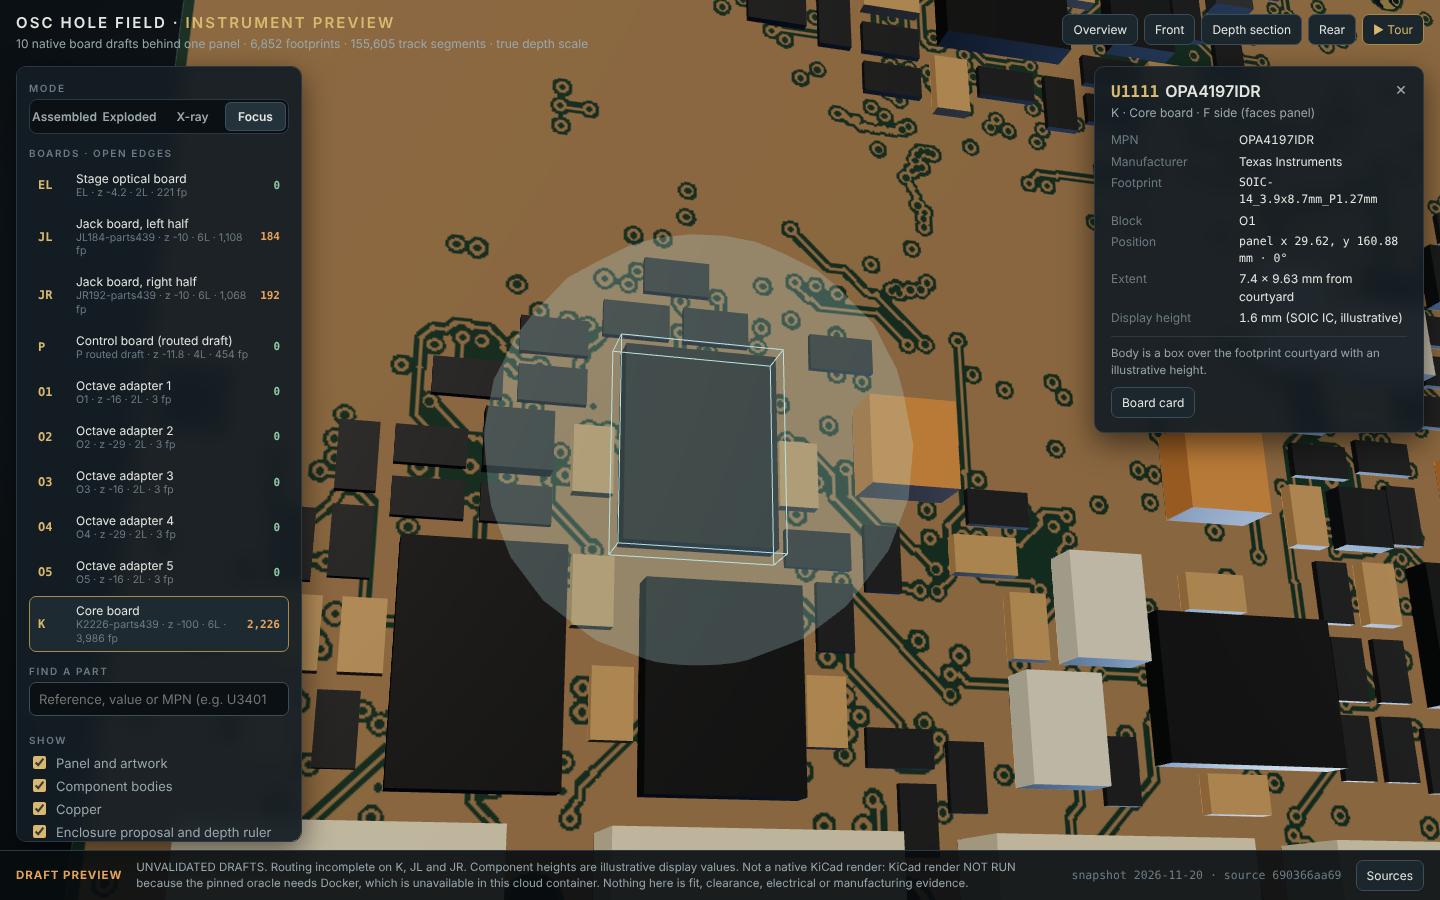 OSC HOLE FIELD · INSTRUMENT PREVIEW
10 native board drafts behind one panel · 6,852 footprints · 155,605 track segments · true depth scale
Overview
Front
Depth section
Rear
▶ Tour
MODE
Assembled
Exploded
X-ray
Focus
BOARDS · OPEN EDGES
EL
Stage optical board
EL · z -4.2 · 2L · 221 fp
0
JL
Jack board, left half
JL184-parts439 · z -10 · 6L · 1,108
fp
184
JR
Jack board, right half
JR192-parts439 · z -10 · 6L · 1,068
fp
192
P
Control board (routed draft)
P routed draft · z -11.8 · 4L · 454 fp
0
O1
Octave adapter 1
O1 · z -16 · 2L · 3 fp
0
O2
Octave adapter 2
O2 · z -29 · 2L · 3 fp
0
O3
Octave adapter 3
O3 · z -16 · 2L · 3 fp
0
O4
Octave adapter 4
O4 · z -29 · 2L · 3 fp
0
O5
Octave adapter 5
O5 · z -16 · 2L · 3 fp
0
K
Core board
K2226-parts439 · z -100 · 6L ·
3,986 fp
2,226
FIND A PART
Reference, value or MPN (e.g. U3401
SHOW
Panel and artwork
Component bodies
Copper
Enclosure proposal and depth ruler
U1111 OPA4197IDR
×
K · Core board · F side (faces panel)
MPN
OPA4197IDR
Manufacturer
Texas Instruments
Footprint
SOIC-
14_3.9x8.7mm_P1.27mm
Block
O1
Position
panel x 29.62, y 160.88
mm · 0°
Extent
7.4 × 9.63 mm from
courtyard
Display height
1.6 mm (SOIC IC, illustrative)
Body is a box over the footprint courtyard with an
illustrative height.
Board card
DRAFT PREVIEW
UNVALIDATED DRAFTS. Routing incomplete on K, JL and JR. Component heights are illustrative display values. Not a native KiCad render: KiCad render NOT RUN
because the pinned oracle needs Docker, which is unavailable in this cloud container. Nothing here is fit, clearance, electrical or manufacturing evidence.
snapshot 2026-11-20 · source 690366aa69
Sources